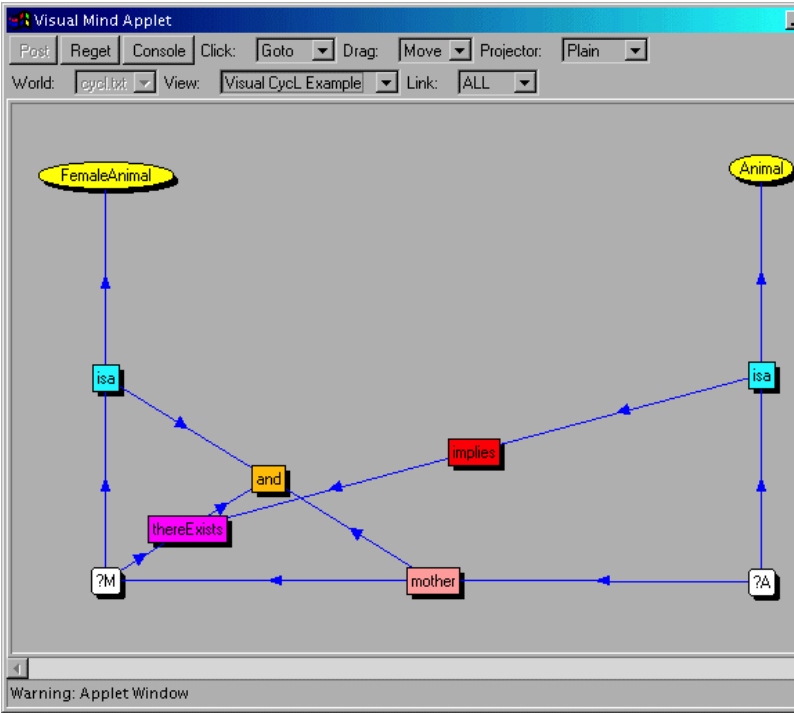 Visual Mind Applet
Post Reget Console Click: Goto Drag: Move Projector: Plain
World: cycl.txt View: Visual CycL Example Link: ALL
FemaleAnimal Animal
isa isa
implies
and
thereExists
?M mother ?A
Warning: Applet Window